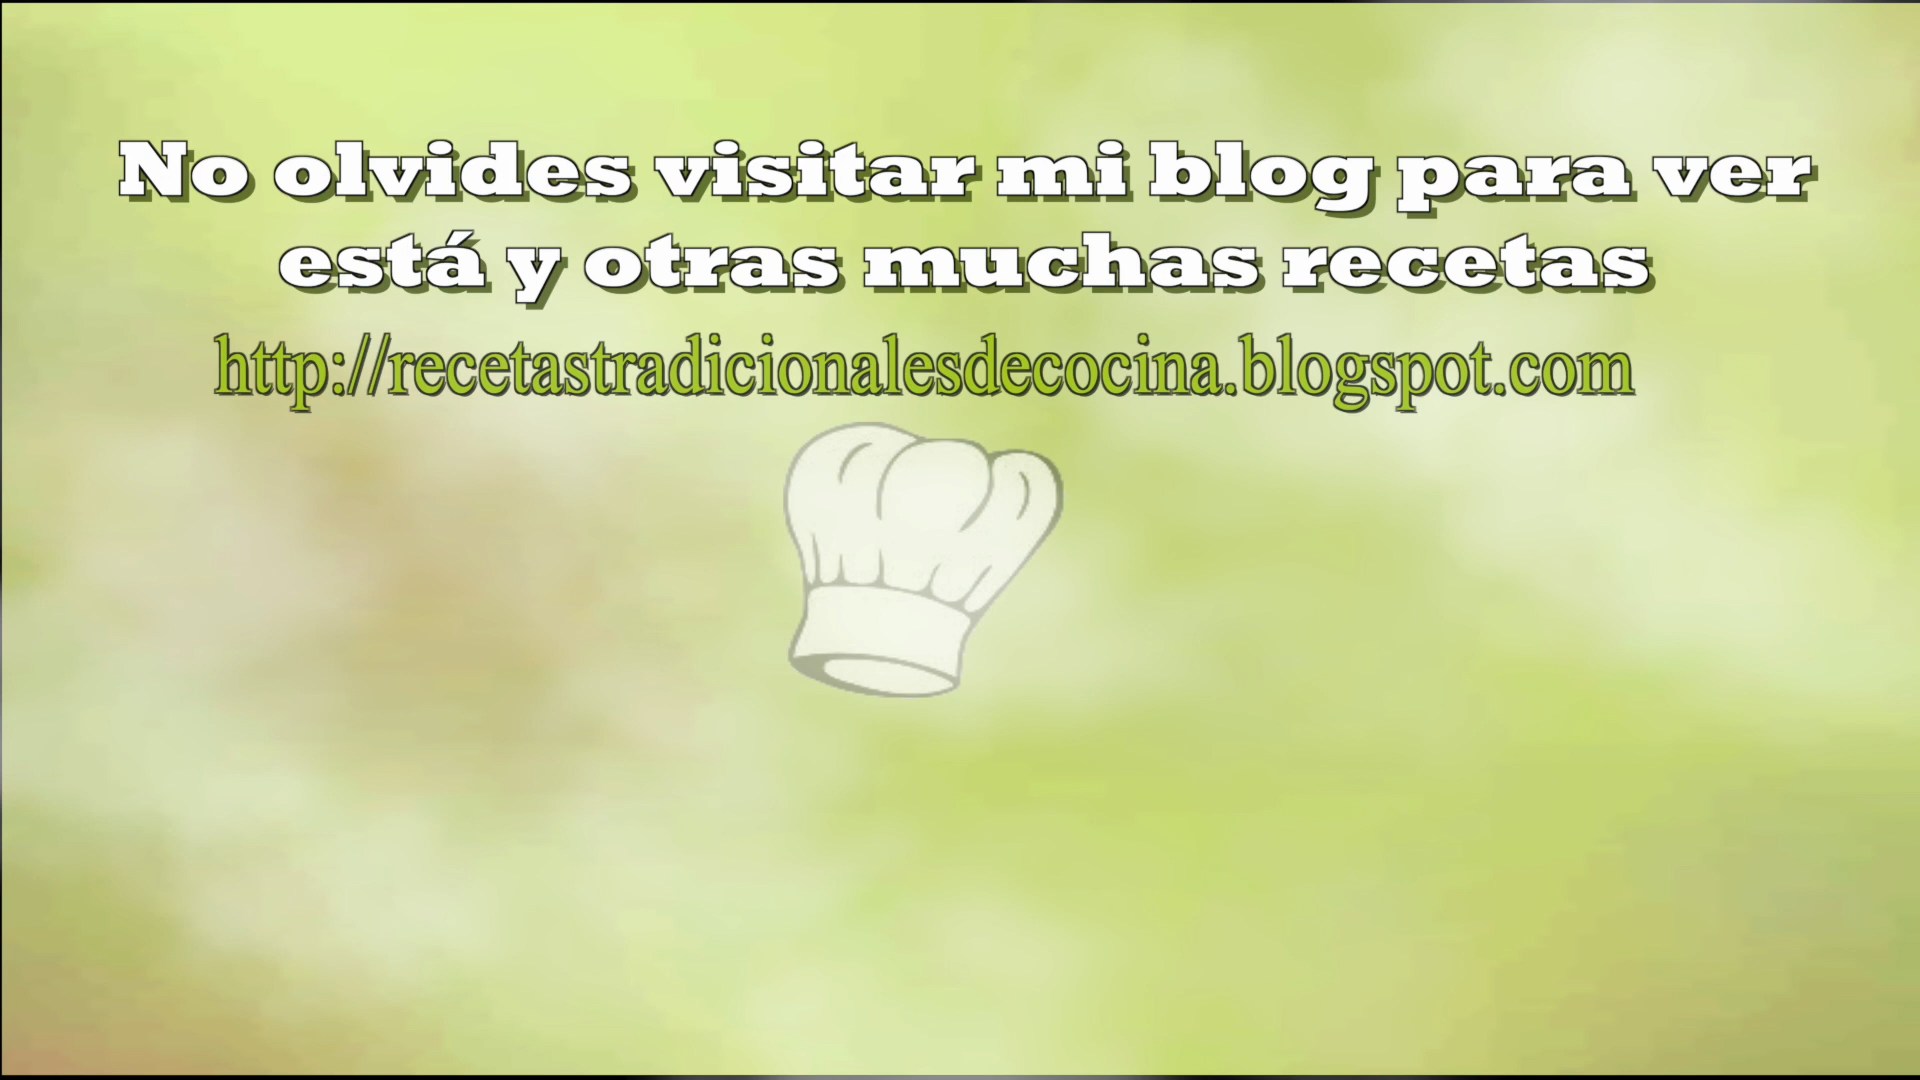 No olvides visitar mi blog para ver
está y otras muchas recetas
http://recetastradicionalesdecocina.blogspot.com